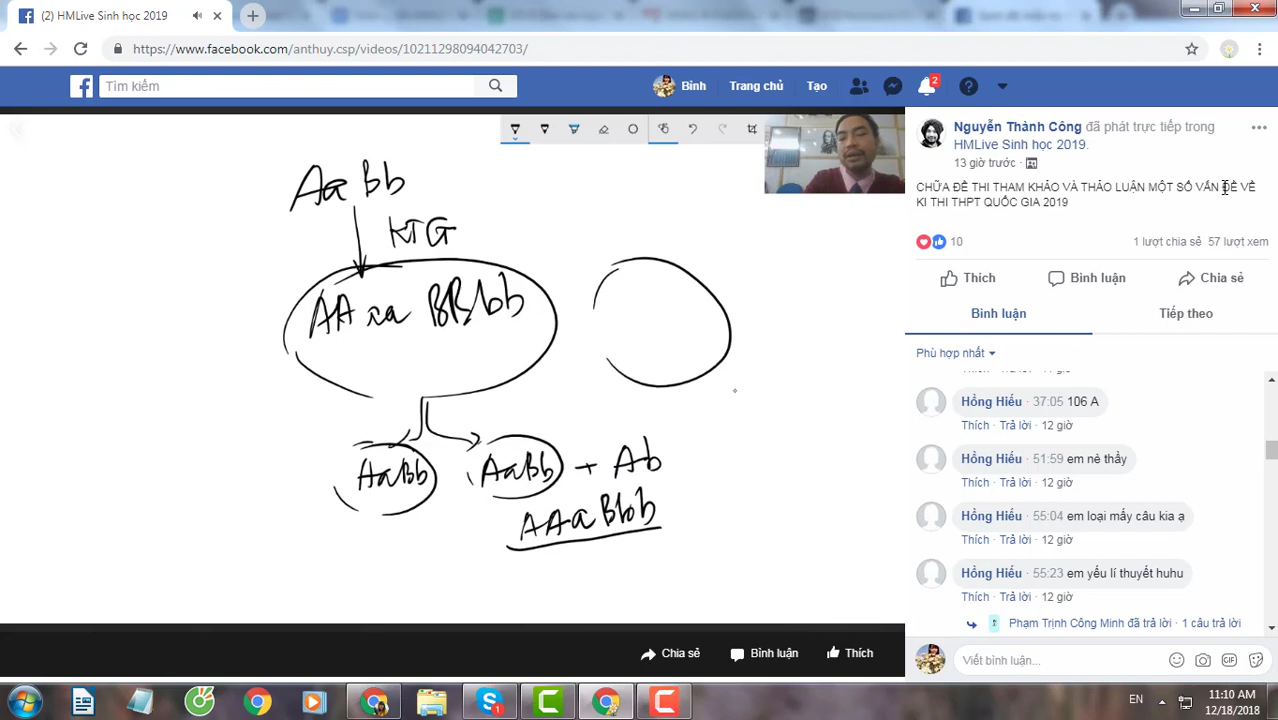 (2) HMLive Sinh học 2019
https://www.facebook.com/anthuy.csp/videos/10211298094042703/
Tìm kiếm
Bình
Trang chủ
Tạo
2
AaBb
KTG
AAaa BBbb
AaBb
AaBb + Ab
AAaBbb
Nguyễn Thành Công đã phát trực tiếp trong
HMLive Sinh học 2019.
13 giờ trước
CHỮA ĐỀ THI THAM KHẢO VÀ THẢO LUẬN MỘT SỐ VẤN ĐỀ VỀ
KI THI THPT QUỐC GIA 2019
10
1 lượt chia sẻ 57 lượt xem
Thích
Bình luận
Chia sẻ
Bình luận
Tiếp theo
Phù hợp nhất
Hồng Hiếu · 37:05 106 A
Thích · Trả lời · 12 giờ
Hồng Hiếu · 51:59 em nè thầy
Thích · Trả lời · 12 giờ
Hồng Hiếu · 55:04 em loại mấy câu kia ạ
Thích · Trả lời · 12 giờ
Hồng Hiếu · 55:23 em yếu lí thuyết huhu
Thích · Trả lời · 12 giờ
Phạm Trịnh Công Minh đã trả lời · 1 câu trả lời
Viết bình luận...
GIF
Chia sẻ
Bình luận
Thích
1
EN
11:10 AM
12/18/2018